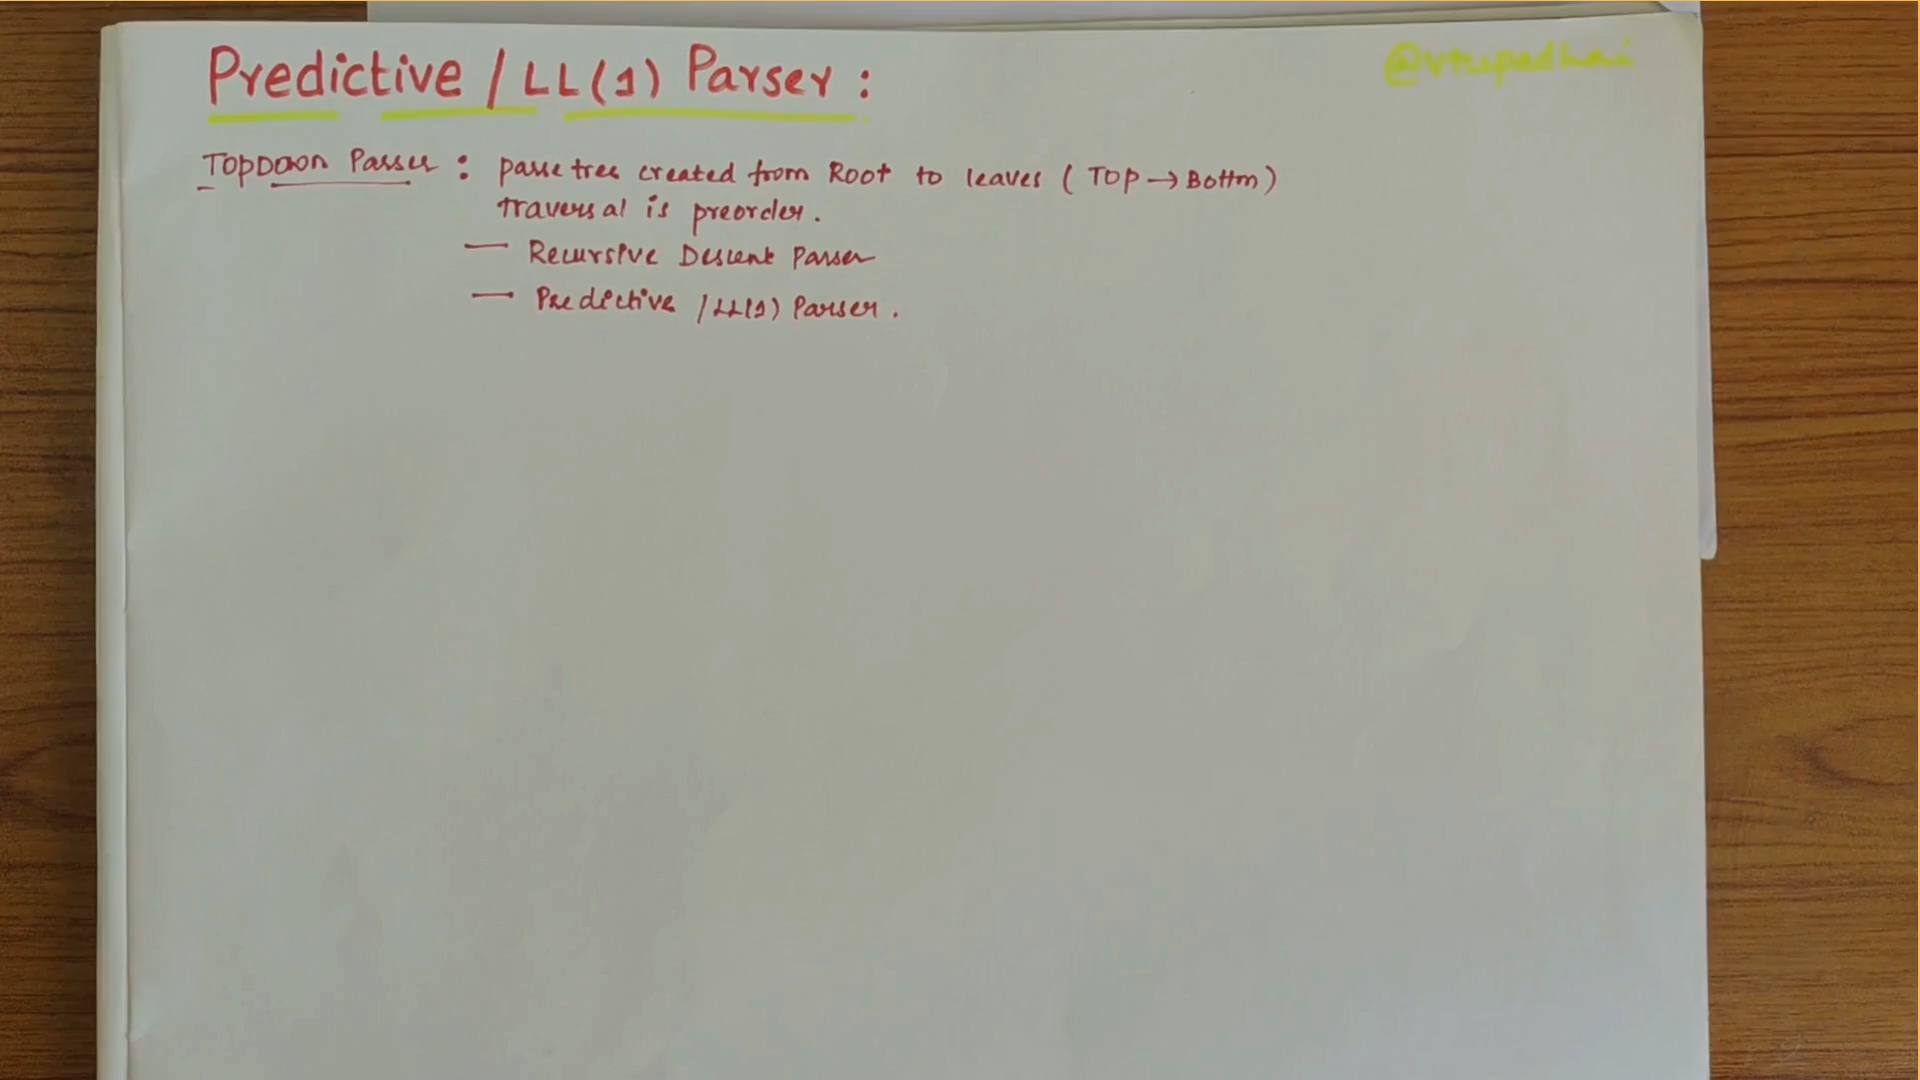 Predictive / LL(1) Parser :
@vtupadhai
TOPDOWN Parser : parse tree created from Root to leaves ( TOP → Bottm )
traversal is preorder .
— Recursive Descent Parser
— Predictive / LL(1) Parser .